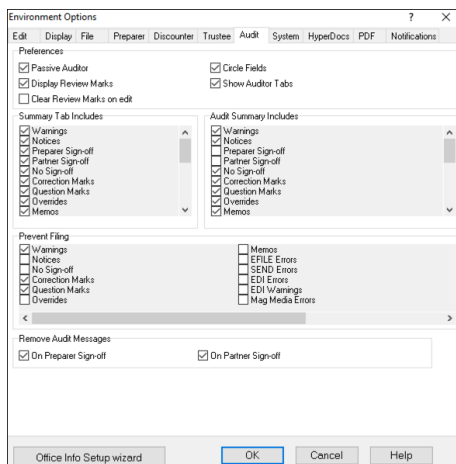 Environment Options ? X
Edit Display File Preparer Discounter Trustee Audit System HyperDocs PDF Notifications
Preferences
Passive Auditor Circle Fields
Display Review Marks Show Auditor Tabs
Clear Review Marks on edit
Summary Tab Includes Audit Summary Includes
Warnings Warnings
Notices Notices
Preparer Sign-off Preparer Sign-off
Partner Sign-off Partner Sign-off
No Sign-off No Sign-off
Correction Marks Correction Marks
Question Marks Question Marks
Overrides Overrides
Memos Memos
Prevent Filing
Warnings Memos
Notices EFILE Errors
No Sign-off SEND Errors
Correction Marks EDI Errors
Question Marks EDI Warnings
Overrides Mag Media Errors
Remove Audit Messages
On Preparer Sign-off On Partner Sign-off
Office Info Setup wizard OK Cancel Help